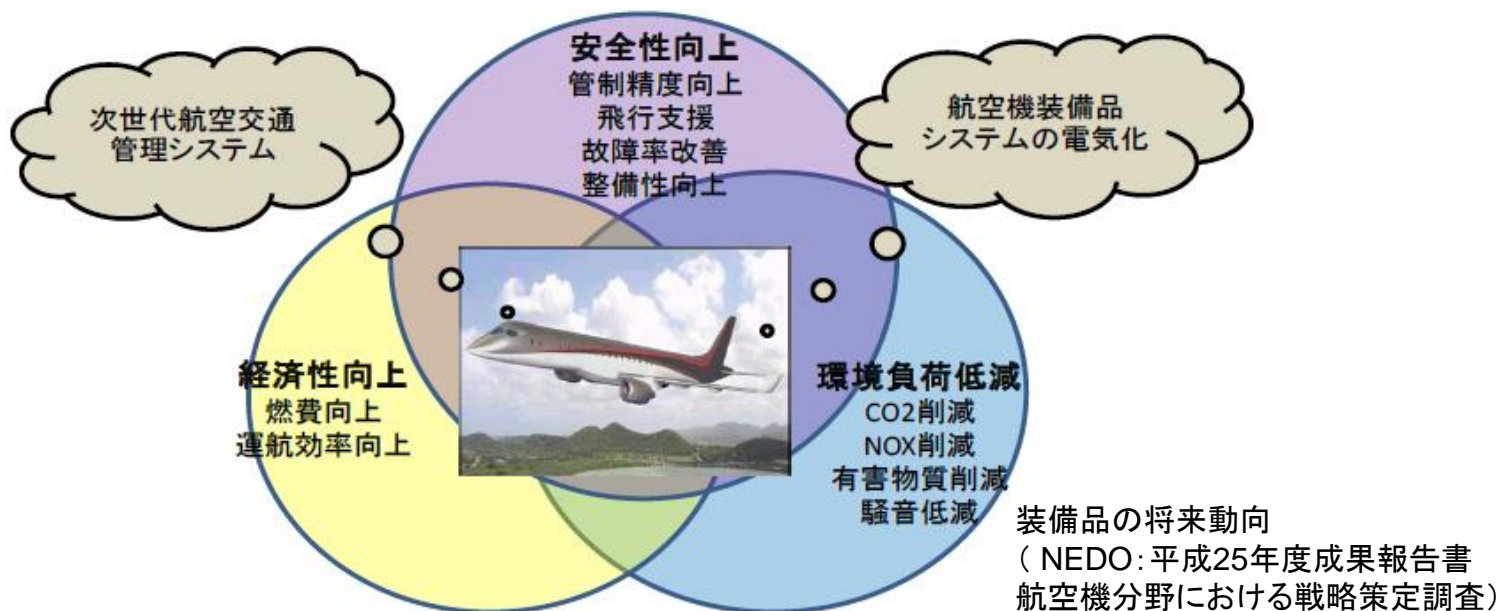 安全性向上
管制精度向上
飛行支援
故障率改善
整備性向上
次世代航空交通
管理システム
航空機装備品
システムの電気化
経済性向上
燃費向上
運航効率向上
環境負荷低減
CO2削減
NOX削減
有害物質削減
騒音低減
装備品の将来動向
（ NEDO：平成25年度成果報告書
航空機分野における戦略策定調査）